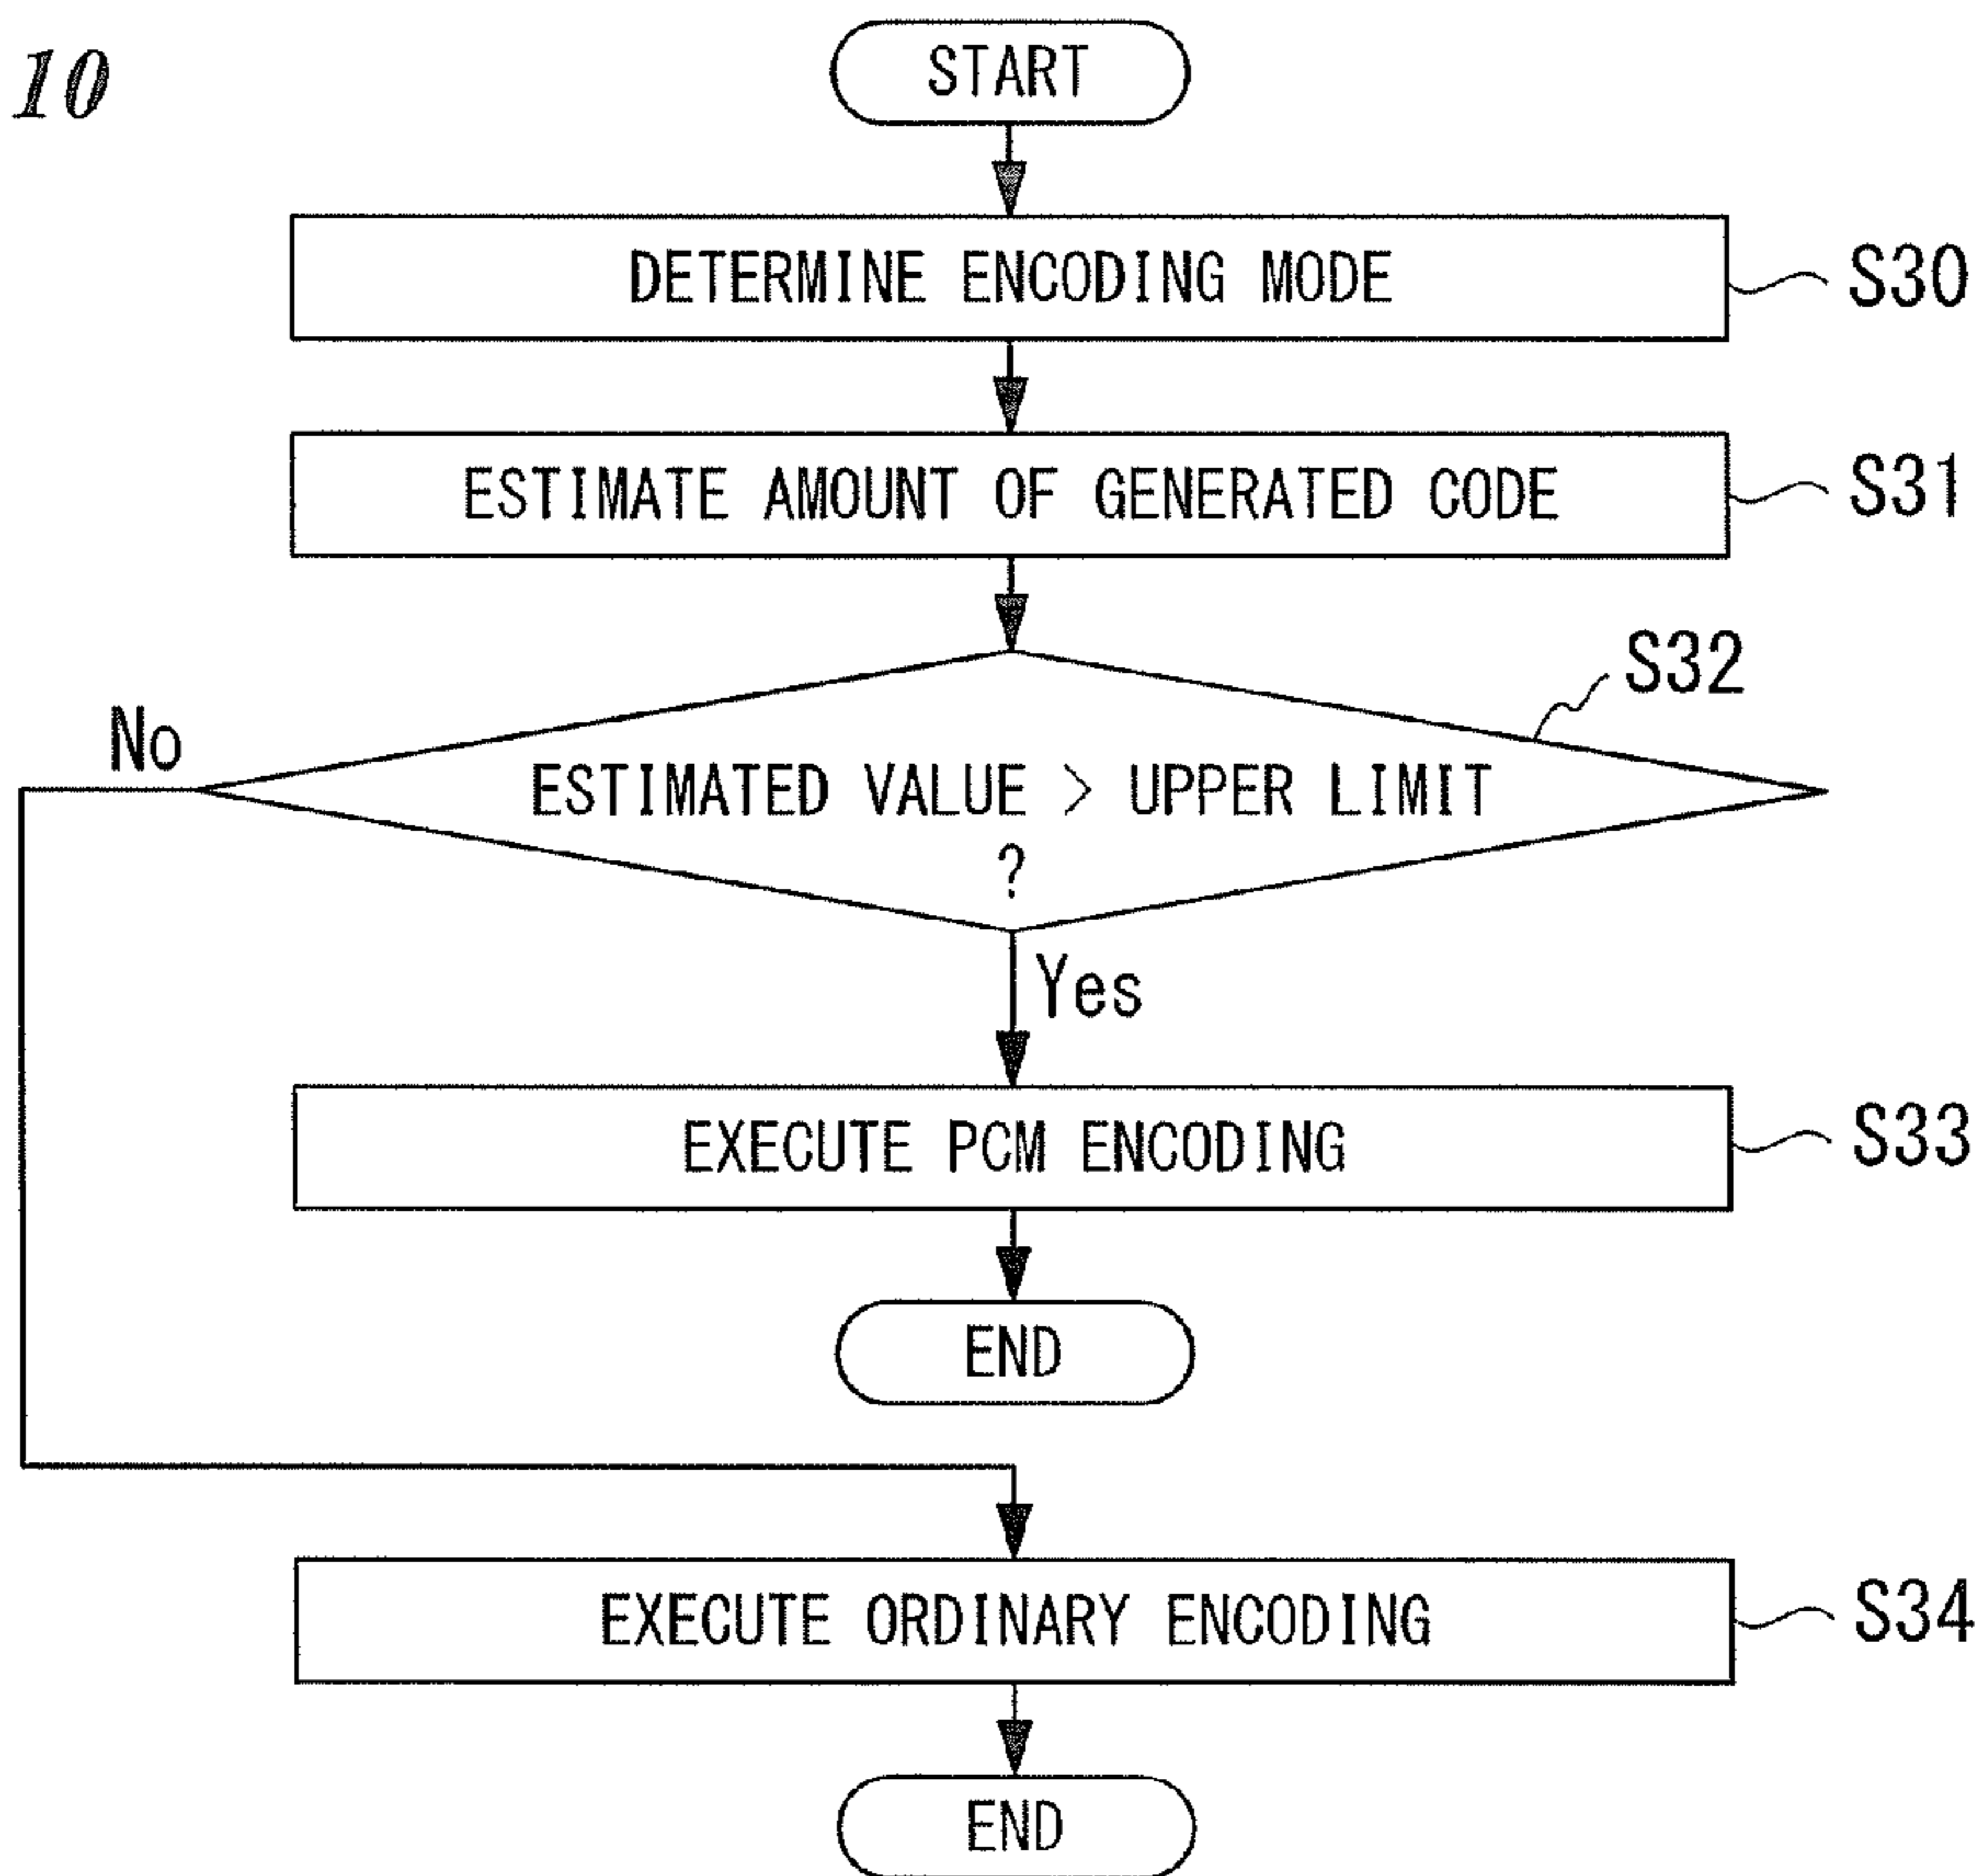 10
START
DETERMINE ENCODING MODE
S30
ESTIMATE AMOUNT OF GENERATED CODE
S31
S32
No
ESTIMATED VALUE > UPPER LIMIT
?
Yes
EXECUTE PCM ENCODING
S33
END
EXECUTE ORDINARY ENCODING
S34
END